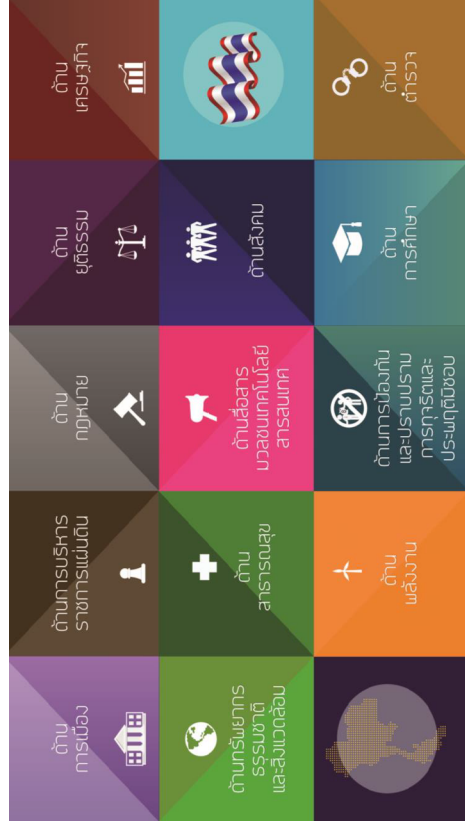 ด้าน
การเมือง
ด้านการบริหาร
ราชการแผ่นดิน
ด้าน
กฎหมาย
ด้าน
ยุติธรรม
ด้าน
เศรษฐกิจ
ด้านทรัพยากร
ธรรมชาติ
และสิ่งแวดล้อม
ด้าน
สาธารณสุข
ด้านสื่อสาร
มวลชนเทคโนโลยี
สารสนเทศ
ด้านสังคม
ด้าน
พลังงาน
ด้านการป้องกัน
และปราบปราม
การทุจริตและ
ประพฤติมิชอบ
ด้าน
การศึกษา
ด้าน
ตำรวจ